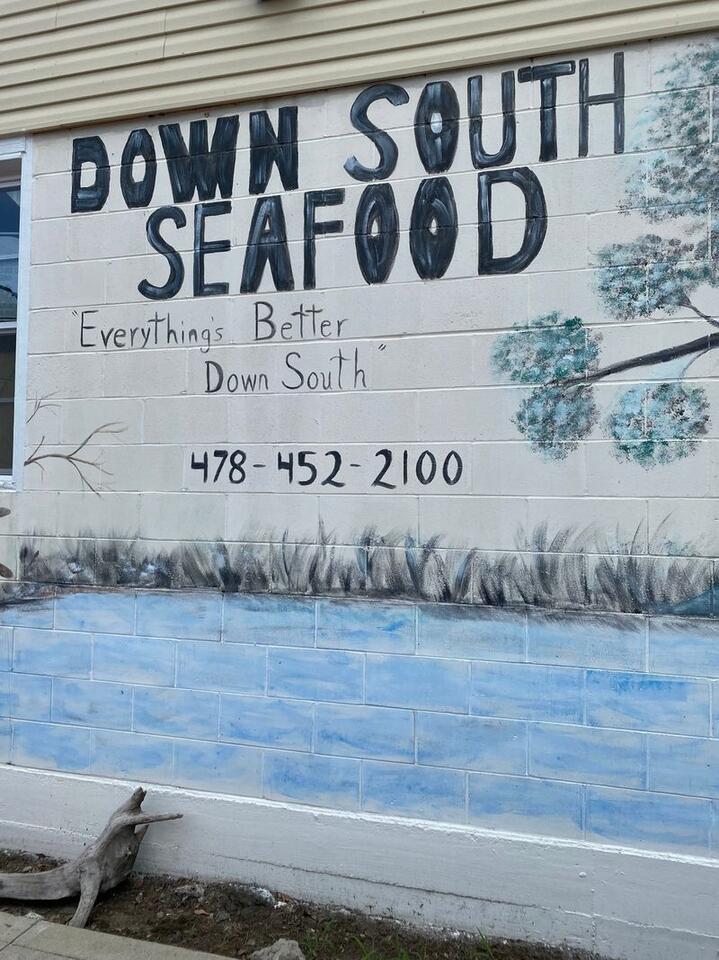 DOWN SOUTH
SEAFOOD
"Everything's Better
Down South"
478-452-2100